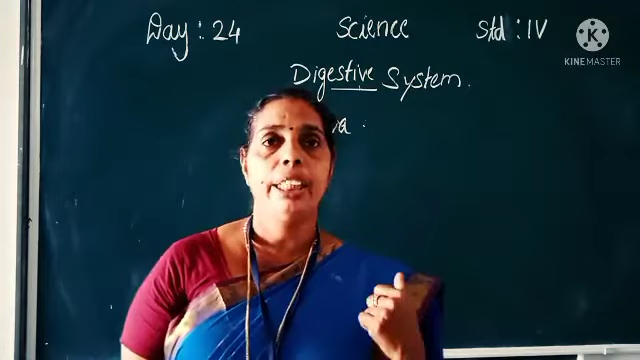 Day : 24 Science Std : IV
Digestive System.
KINEMASTER